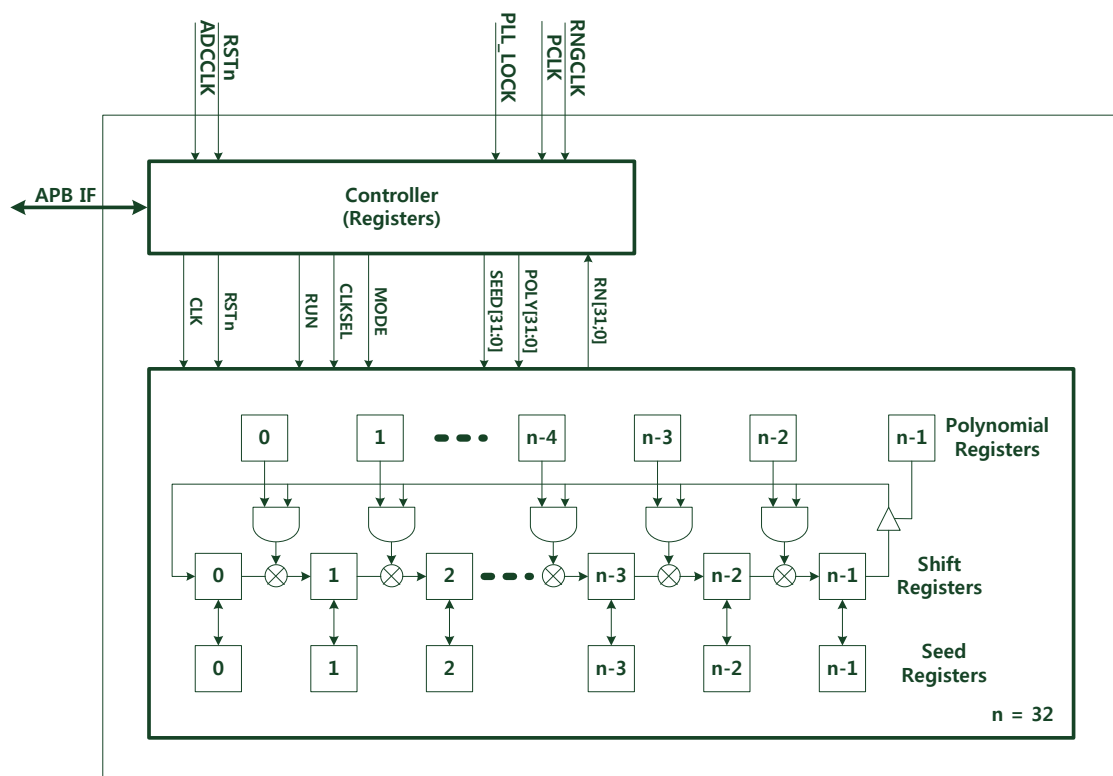 ADCCLK
RSTn
PLL_LOCK
PCLK
RNGCLK
APB IF
Controller
(Registers)
CLK
RSTn
RUN
CLKSEL
MODE
SEED[31:0]
POLY[31:0]
RN[31;0]
0
1
n-4
n-3
n-2
n-1
Polynomial
Registers
0
1
2
n-3
n-2
n-1
Shift
Registers
0
1
2
n-3
n-2
n-1
Seed
Registers
n = 32